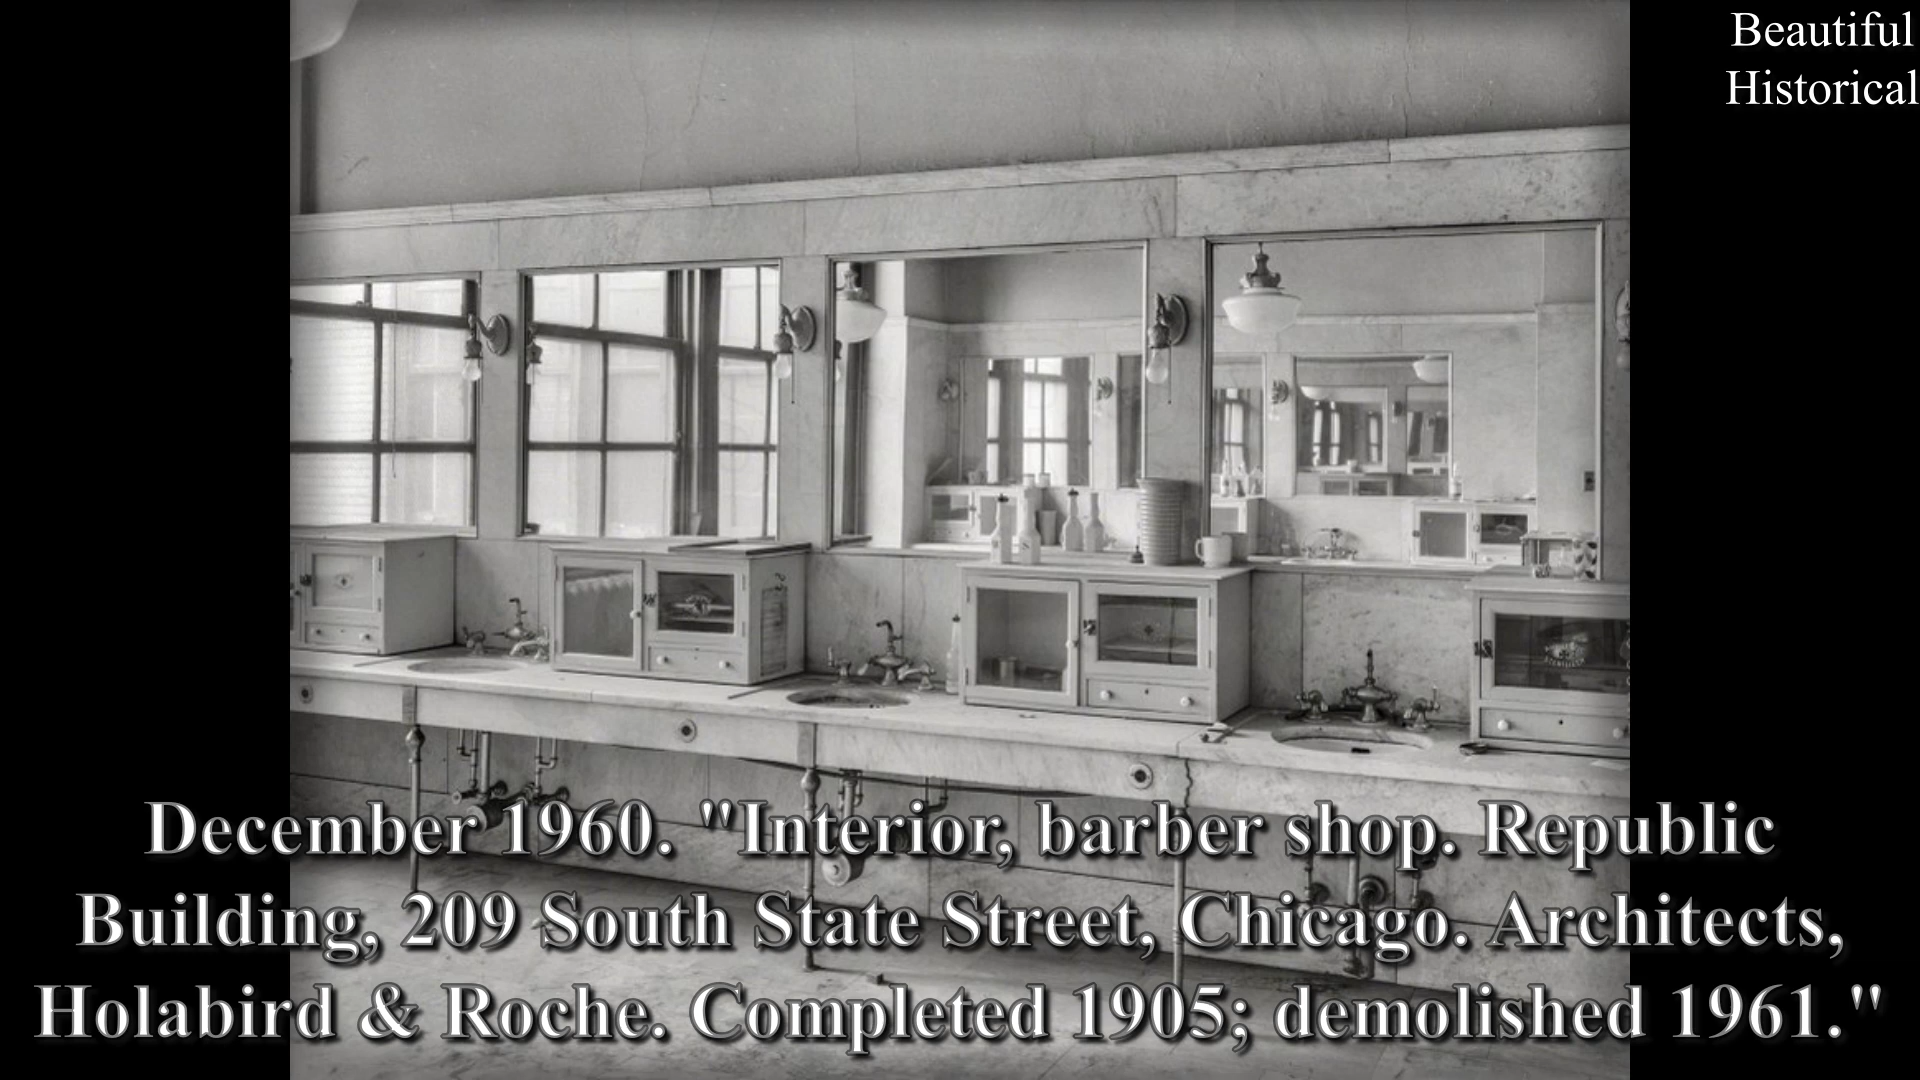 Beautiful
Historical
December 1960. "Interior, barber shop. Republic
Building, 209 South State Street, Chicago. Architects,
Holabird & Roche. Completed 1905; demolished 1961."